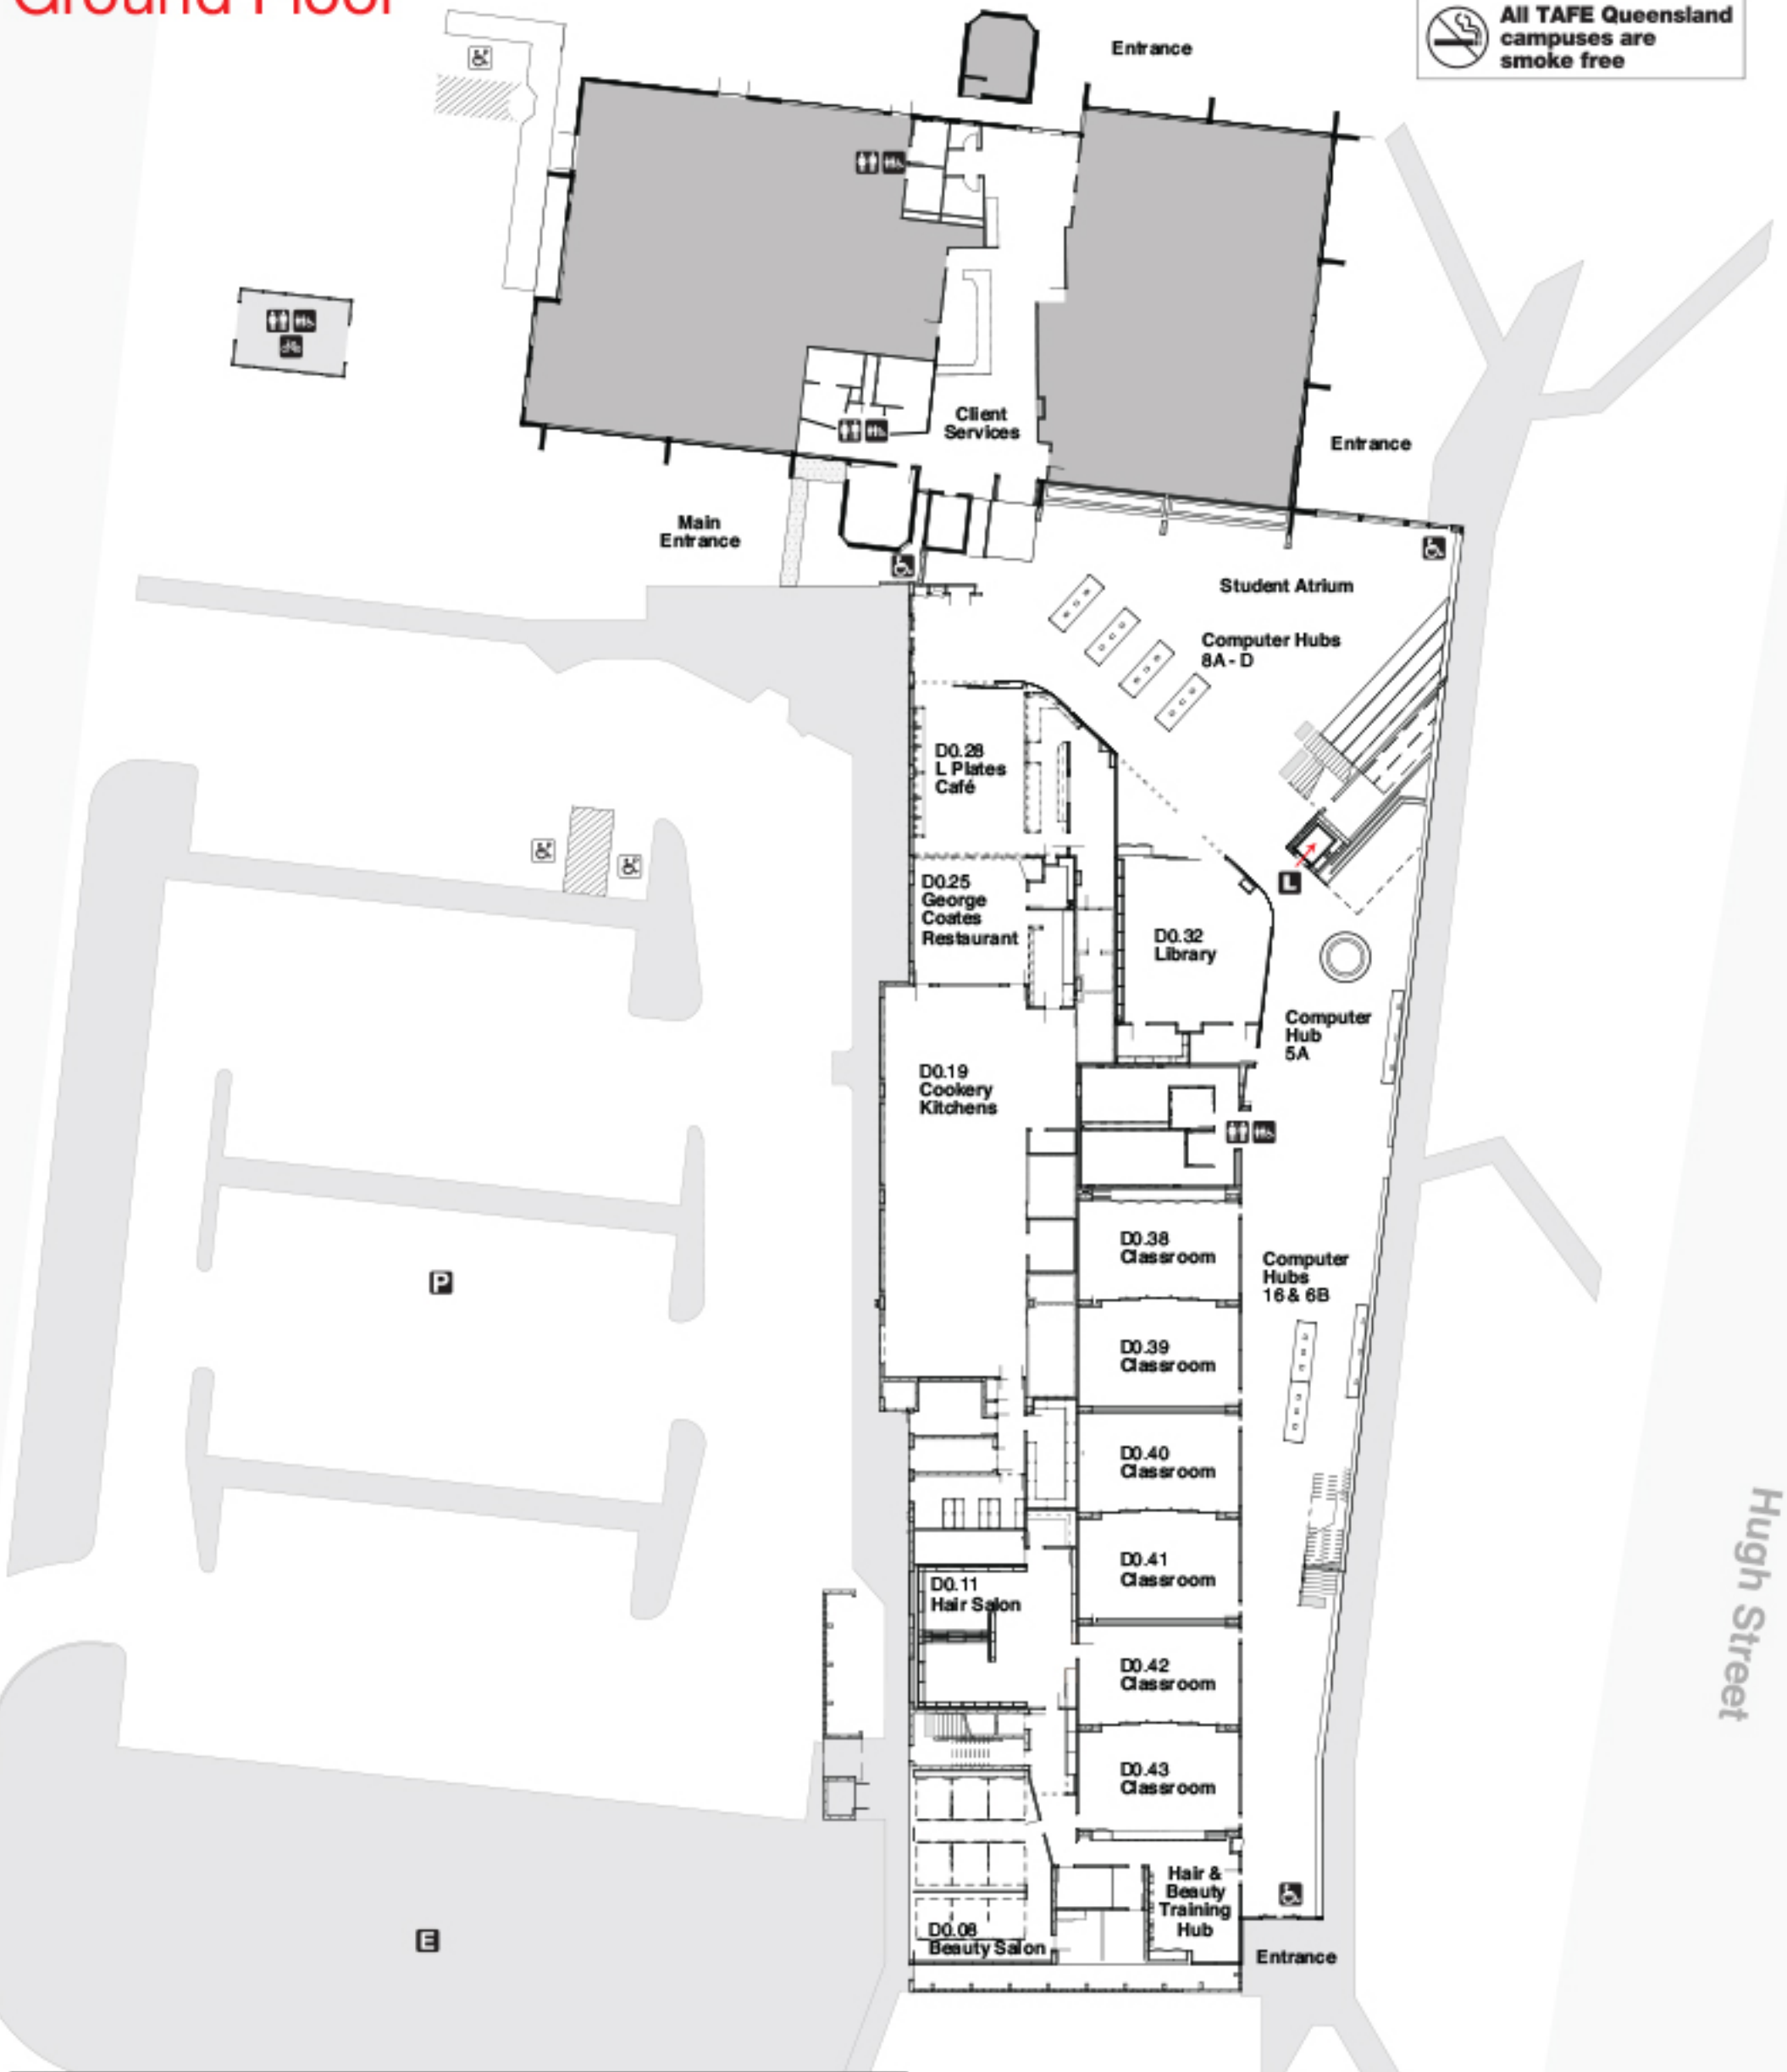 Ground Floor
All TAFE Queensland
campuses are
smoke free
Entrance
Client
Services
Entrance
Main
Entrance
Student Atrium
Computer Hubs
8A - D
D0.28
L Plates
Café
D0.25
George
Coates
Restaurant
L
D0.32
Library
Computer
Hub
5A
D0.19
Cookery
Kitchens
D0.38
Classroom
Computer
Hubs
16 & 6B
P
D0.39
Classroom
D0.40
Classroom
D0.41
Classroom
D0.11
Hair Salon
Hugh Street
D0.42
Classroom
D0.43
Classroom
Hair &
Beauty
Training
Hub
D0.08
Beauty Salon
E
Entrance